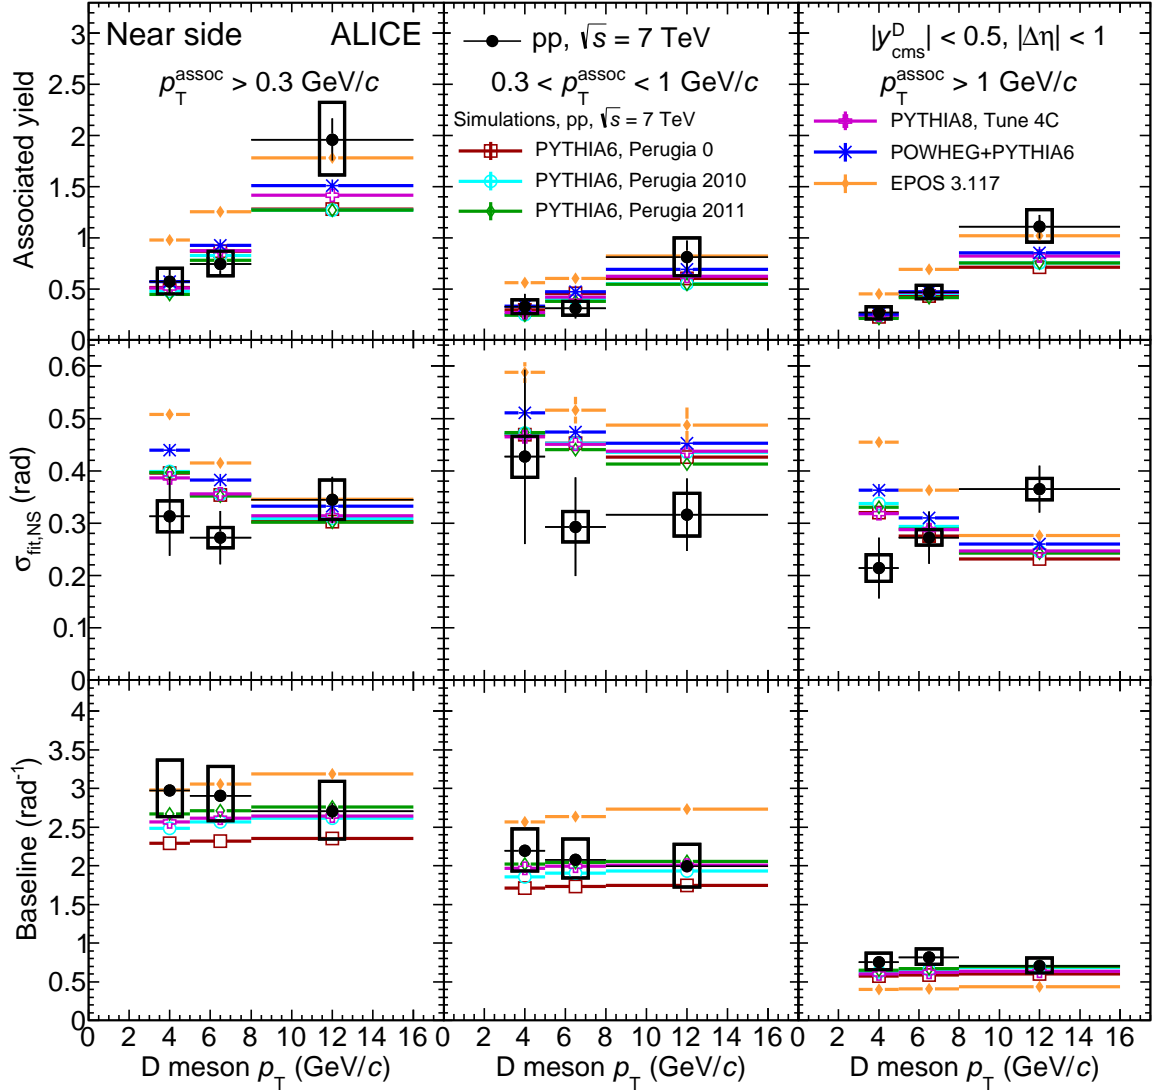 Near side ALICE
p_T^assoc > 0.3 GeV/c
pp, √s = 7 TeV
0.3 < p_T^assoc < 1 GeV/c
Simulations, pp, √s = 7 TeV
PYTHIA6, Perugia 0
PYTHIA6, Perugia 2010
PYTHIA6, Perugia 2011
|y_cms^D| < 0.5, |Δη| < 1
p_T^assoc > 1 GeV/c
PYTHIA8, Tune 4C
POWHEG+PYTHIA6
EPOS 3.117
Associated yield
3
2.5
2
1.5
1
0.5
0
σ_fit,NS (rad)
0.6
0.5
0.4
0.3
0.2
0.1
0
Baseline (rad⁻¹)
4
3.5
3
2.5
2
1.5
1
0.5
0
0 2 4 6 8 10 12 14 16
0 2 4 6 8 10 12 14 16
0 2 4 6 8 10 12 14 16
D meson p_T (GeV/c)
D meson p_T (GeV/c)
D meson p_T (GeV/c)